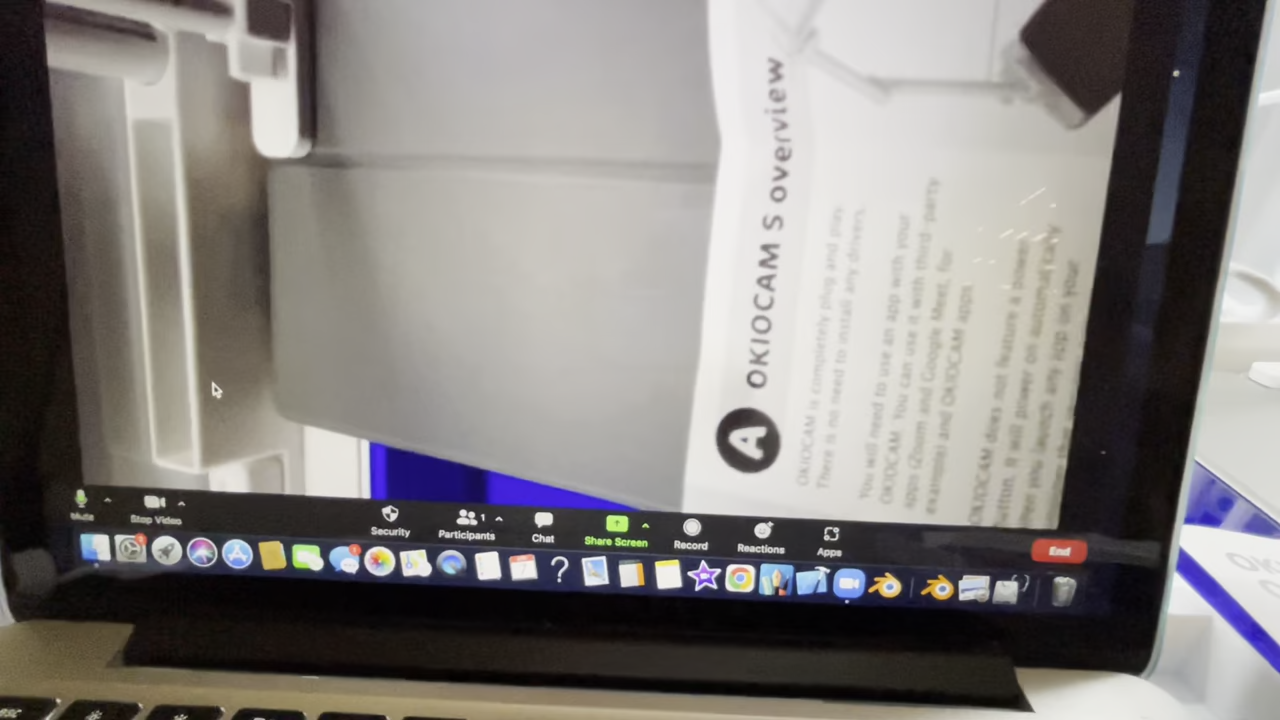 A OKIOCAM S overview
OKIOCAM is completely plug and play.
There is no need to install any drivers.
You will need to use an app with your
OKIOCAM. You can use it with third-party
apps (Zoom and Google Meet, for
example) and OKIOCAM apps.
OKIOCAM does not feature a power
button. It will power on automatically
when you launch any app on your
Mute
Stop Video
Security
Participants 1
Chat
Share Screen
Record
Reactions
Apps
End
esc